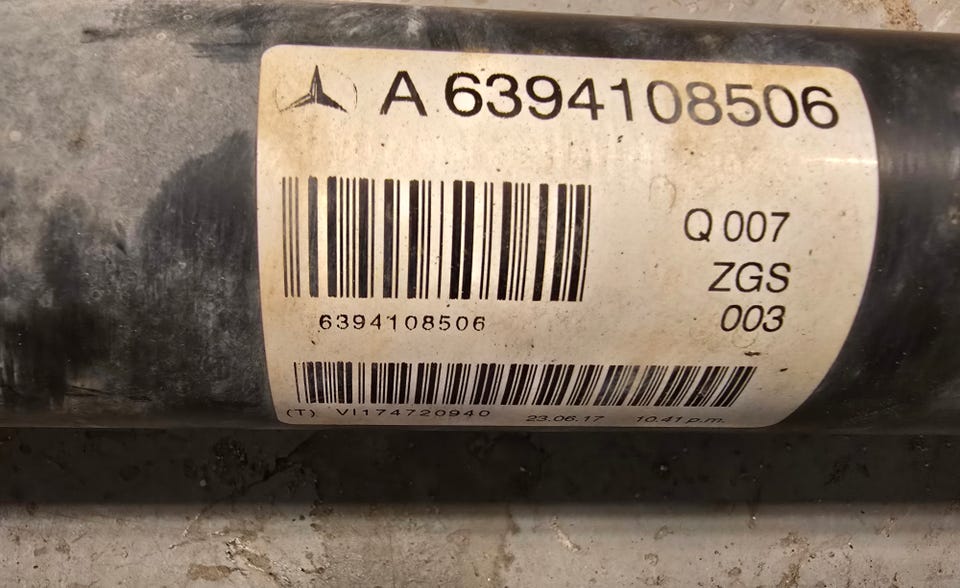 A 6394108506
Q 007
ZGS
003
6394108506
(T) VI174720940 23.06.17 10.41 p.m.